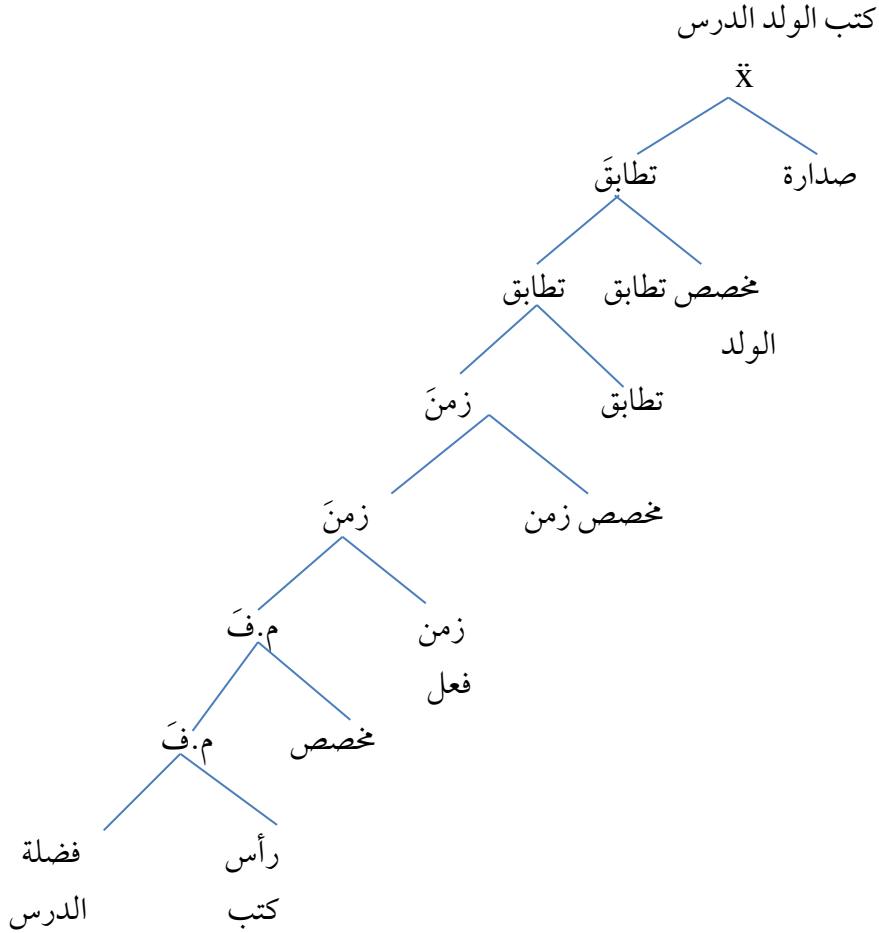 كتب الولد الدرس
ẍ
صدارة تطابقَ
مخصص تطابق تطابق
الولد
تطابق زمنَ
مخصص زمن زمنَ
زمن م.فَ
فعل
مخصص م.فَ
رأس فضلة
كتب الدرس